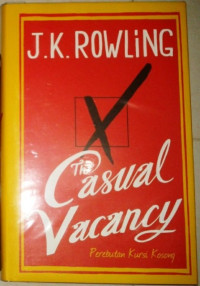 J.K. ROWLING
The
Casual
Vacancy
Perebutan Kursi Kosong